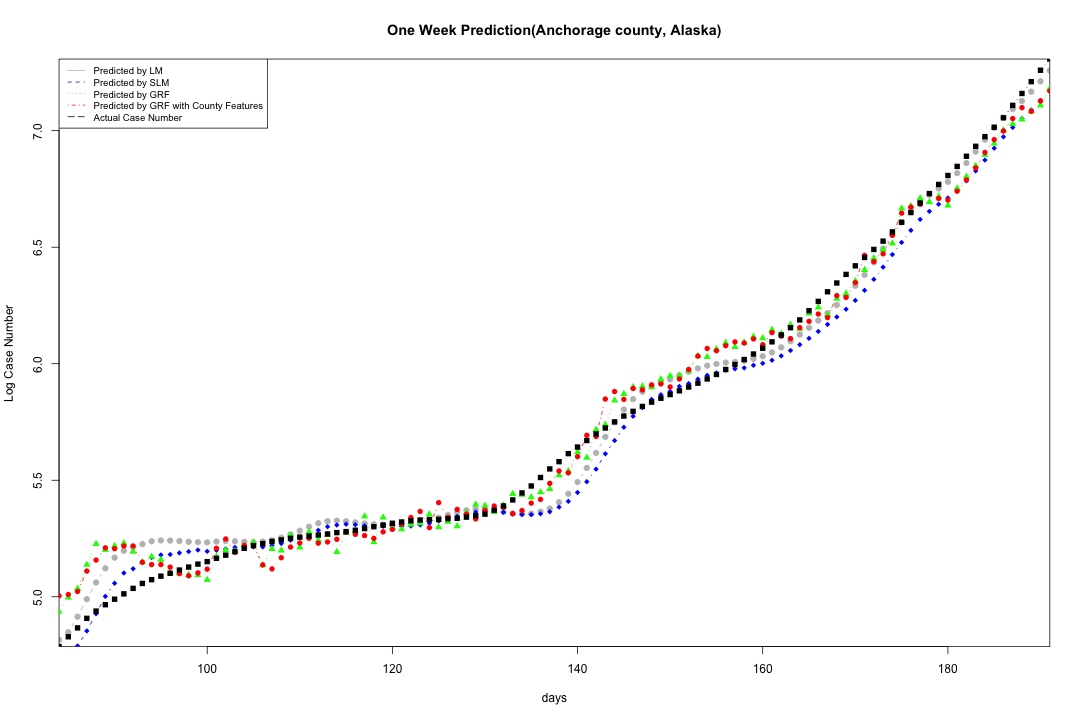 One Week Prediction(Anchorage county, Alaska)
Predicted by LM
Predicted by SLM
Predicted by GRF
Predicted by GRF with County Features
Actual Case Number
7.0
6.5
6.0
5.5
5.0
Log Case Number
100 120 140 160 180
days